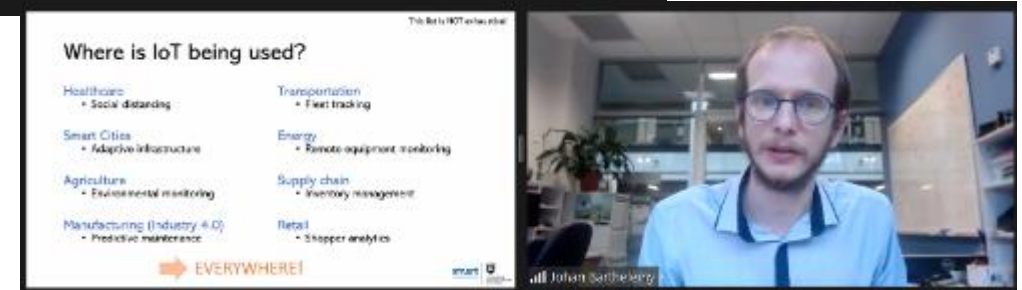 This list is NOT exhaustive!
Where is IoT being used?
Healthcare
• Social distancing
Transportation
• Fleet tracking
Smart Cities
• Adaptive infrastructure
Energy
• Remote equipment monitoring
Agriculture
• Environmental monitoring
Supply chain
• Inventory management
Manufacturing (Industry 4.0)
• Predictive maintenance
Retail
• Shopper analytics
EVERYWHERE!
smart
Johan Barthelemy